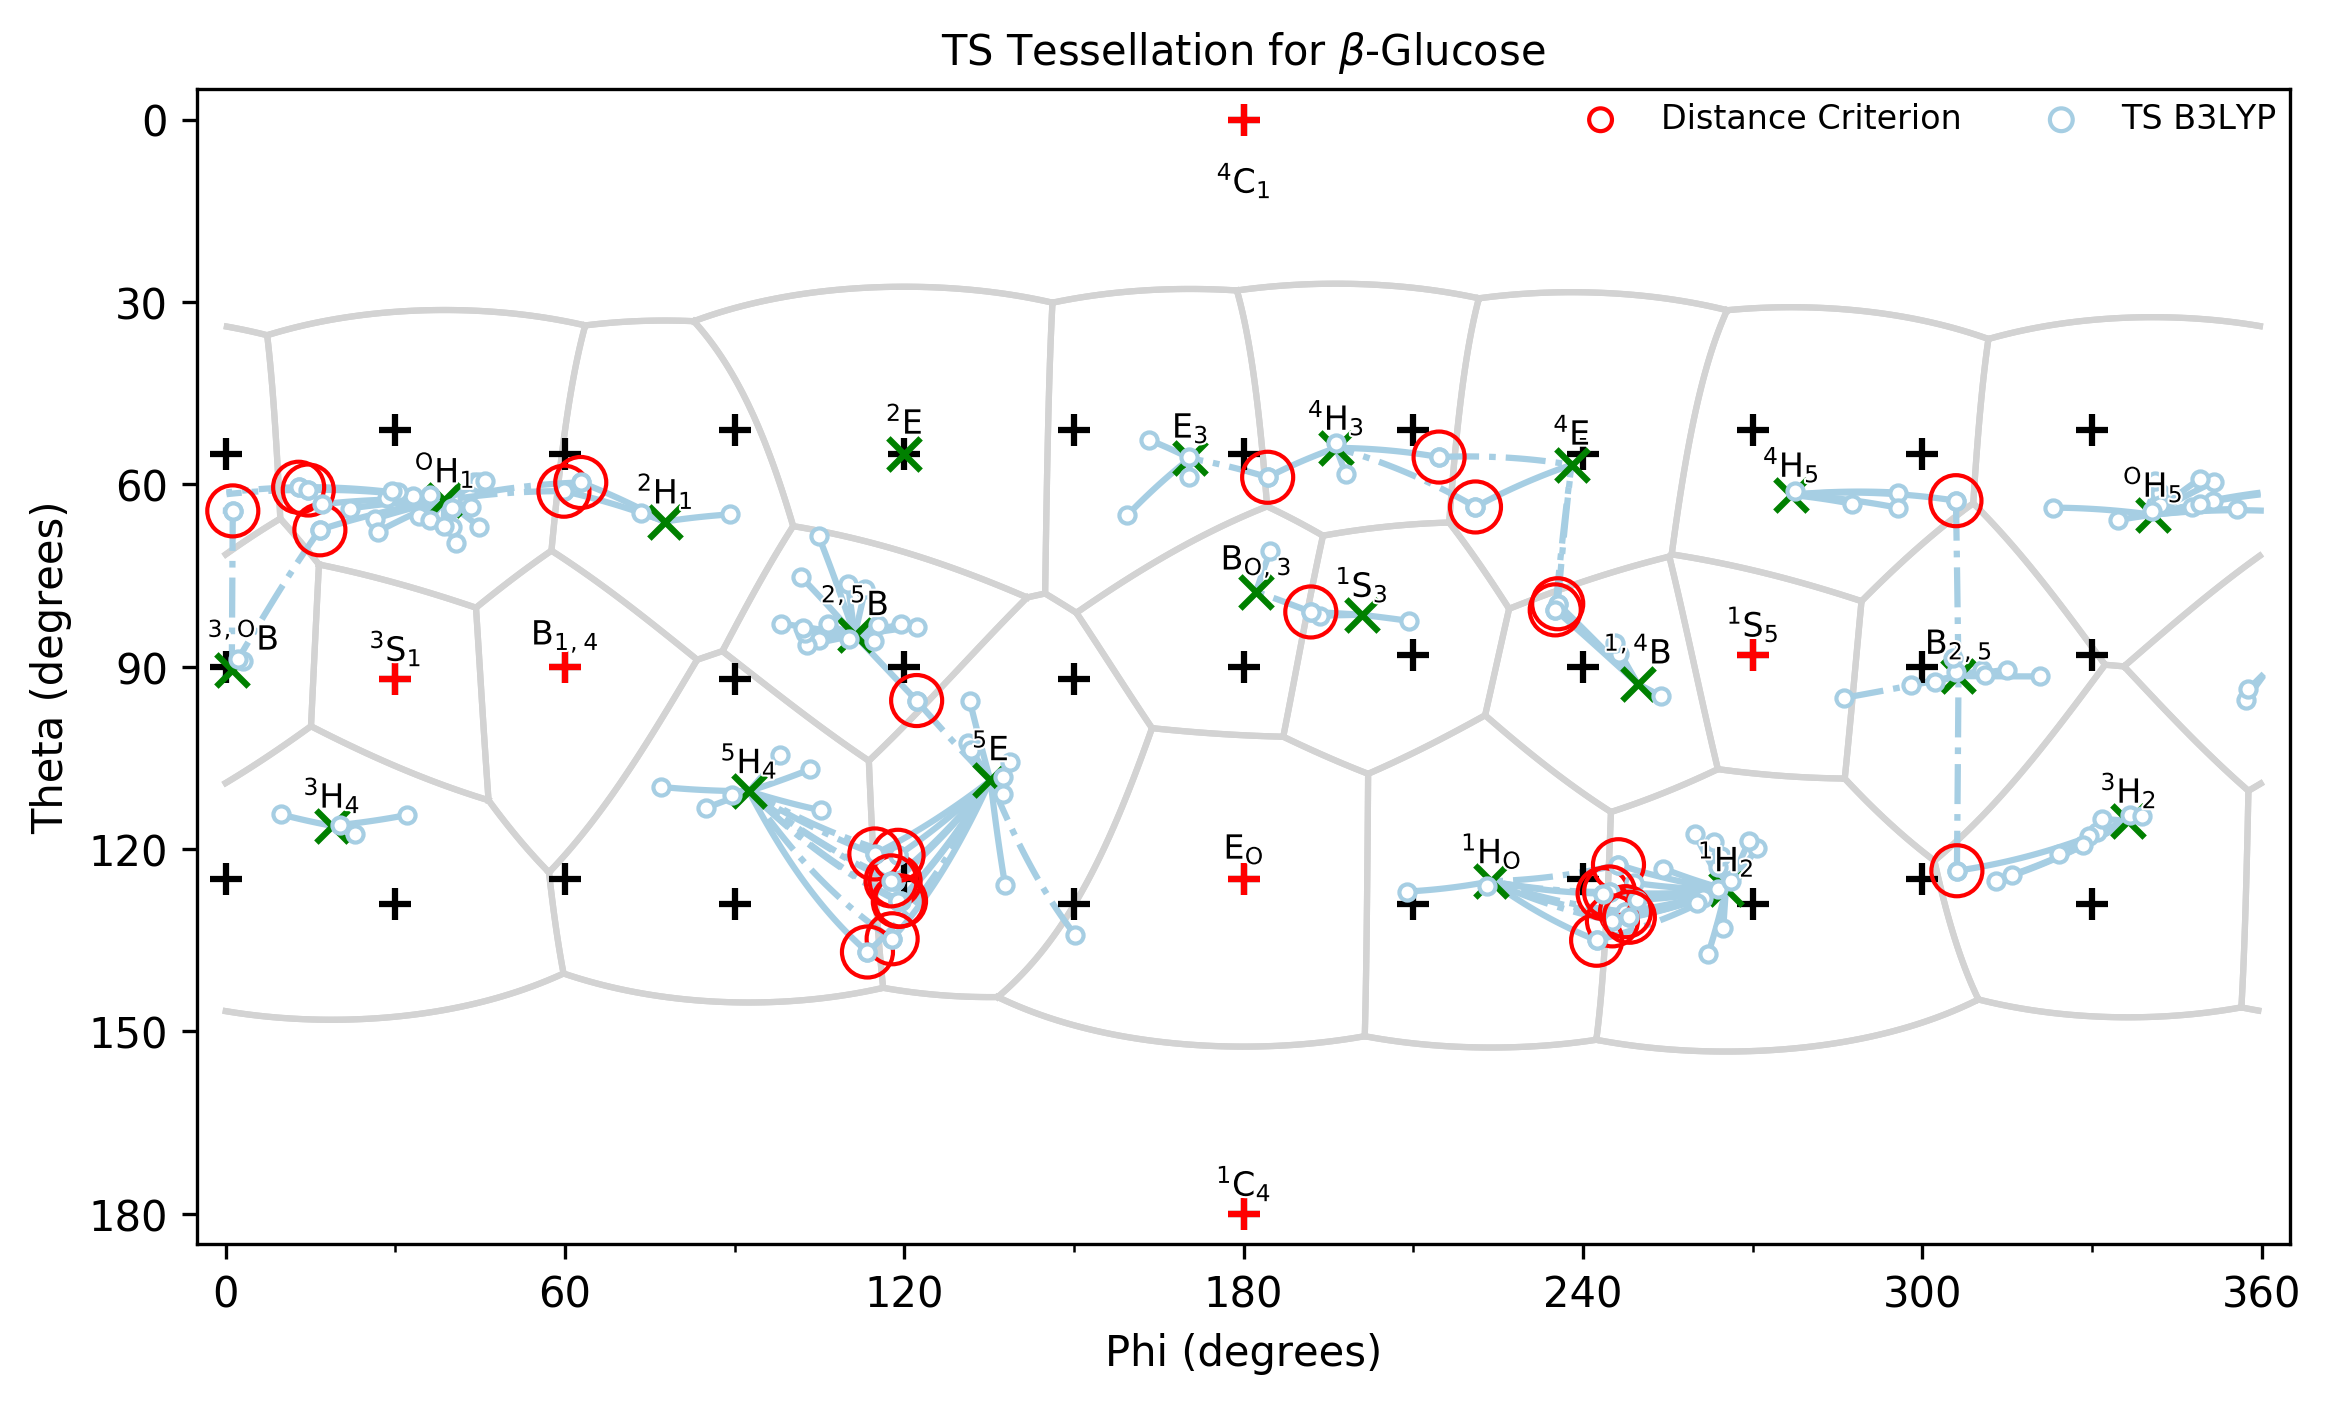 TS Tessellation for β-Glucose
Distance Criterion
TS B3LYP
⁴C₁
²E
E₃
⁴H₃
⁴E
⁴H₅
ᴼH₁
²H₁
ᴼH₅
²,⁵B
B_O,₃
¹S₃
³,ᴼB
³S₁
B₁,₄
¹,⁴B
¹S₅
B₂,₅
⁵H₄
⁵E
³H₄
³H₂
E_O
¹H_O
¹H₂
¹C₄
0
30
60
90
120
150
180
Theta (degrees)
0 60 120 180 240 300 360
Phi (degrees)